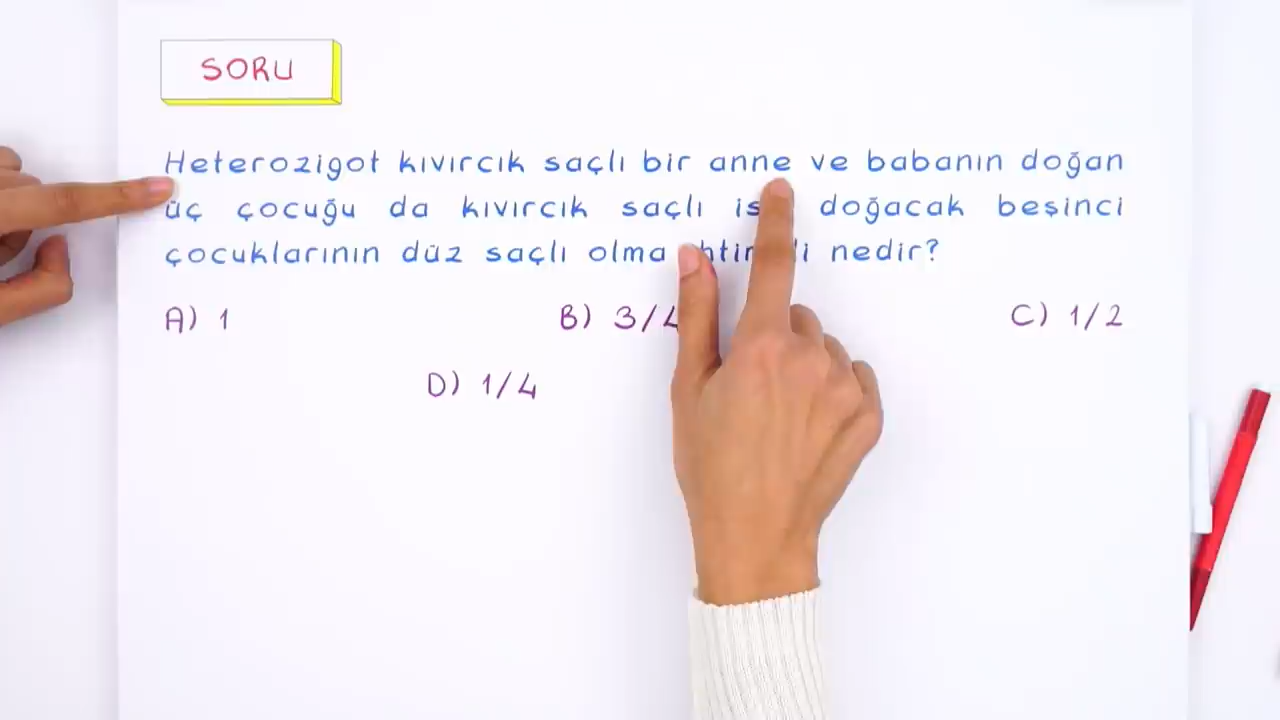 SORU
Heterozigot kıvırcık saçlı bir anne ve babanın doğan
üç çocuğu da kıvırcık saçlı doğacak beşinci
çocuklarının düz saçlı olma nedir?
A) 1 B) 3/4 C) 1/2
D) 1/4